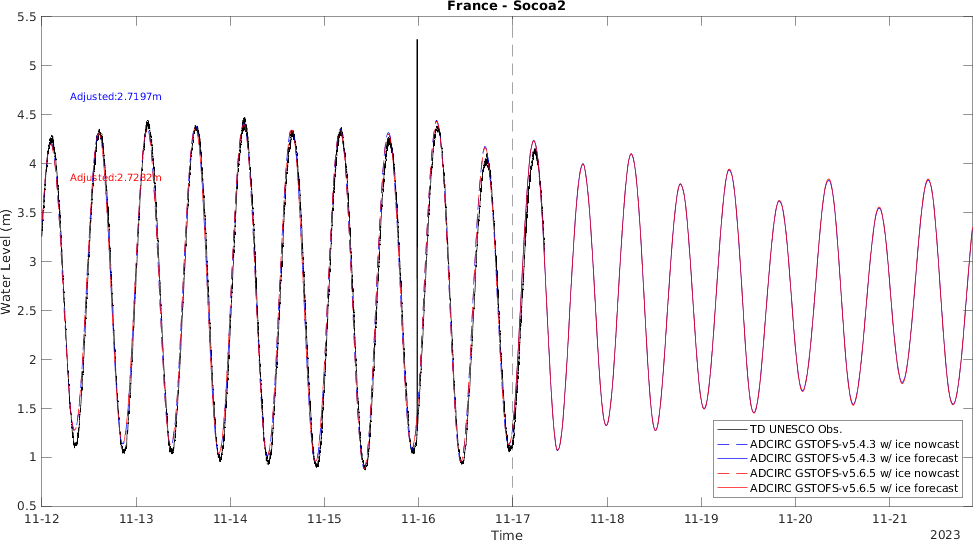 France - Socoa2
5.5
5
4.5
4
3.5
3
2.5
2
1.5
1
0.5
Water Level (m)
Adjusted:2.7197m
Adjusted:2.7282m
TD UNESCO Obs.
ADCIRC GSTOFS-v5.4.3 w/ ice nowcast
ADCIRC GSTOFS-v5.4.3 w/ ice forecast
ADCIRC GSTOFS-v5.6.5 w/ ice nowcast
ADCIRC GSTOFS-v5.6.5 w/ ice forecast
11-12 11-13 11-14 11-15 11-16 11-17 11-18 11-19 11-20 11-21
Time
2023